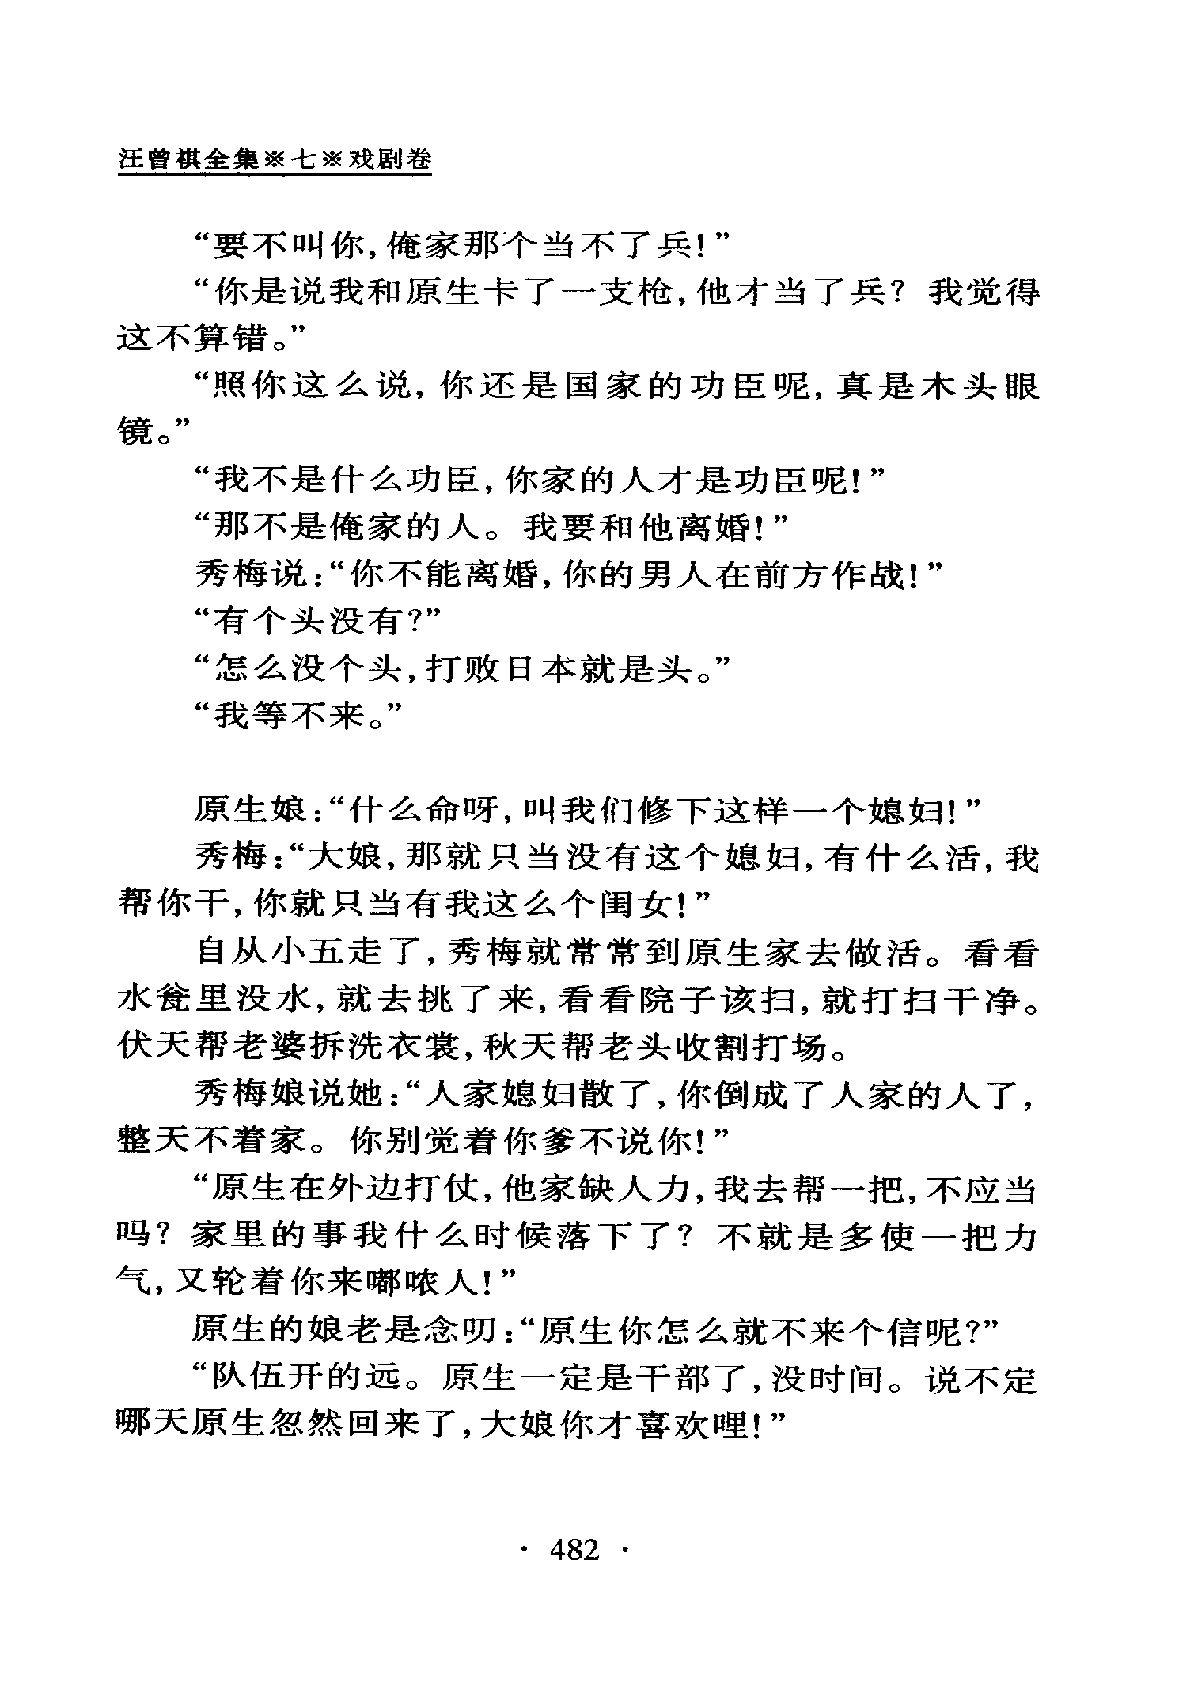 汪曾祺全集※七※戏剧卷
“要不叫你,俺家那个当不了兵!”
“你是说我和原生卡了一支枪,他才当了兵? 我觉得
这不算错。”
“照你这么说,你还是国家的功臣呢,真是木头眼
镜。”
“我不是什么功臣,你家的人才是功臣呢!”
“那不是俺家的人。我要和他离婚!”
秀梅说:“你不能离婚,你的男人在前方作战!”
“有个头没有?”
“怎么没个头,打败日本就是头。”
“我等不来。”
原生娘:“什么命呀,叫我们修下这样一个媳妇!”
秀梅:“大娘,那就只当没有这个媳妇,有什么活,我
帮你干,你就只当有我这么个闺女!”
自从小五走了,秀梅就常常到原生家去做活。看看
水瓮里没水,就去挑了来,看看院子该扫,就打扫干净。
伏天帮老婆拆洗衣裳,秋天帮老头收割打场。
秀梅娘说她:“人家媳妇散了,你倒成了人家的人了,
整天不着家。你别觉着你爹不说你!”
“原生在外边打仗,他家缺人力,我去帮一把,不应当
吗? 家里的事我什么时候落下了? 不就是多使一把力
气,又轮着你来嘟哝人!”
原生的娘老是念叨:“原生你怎么就不来个信呢?”
“队伍开的远。原生一定是干部了,没时间。说不定
哪天原生忽然回来了,大娘你才喜欢哩!”
· 482 ·